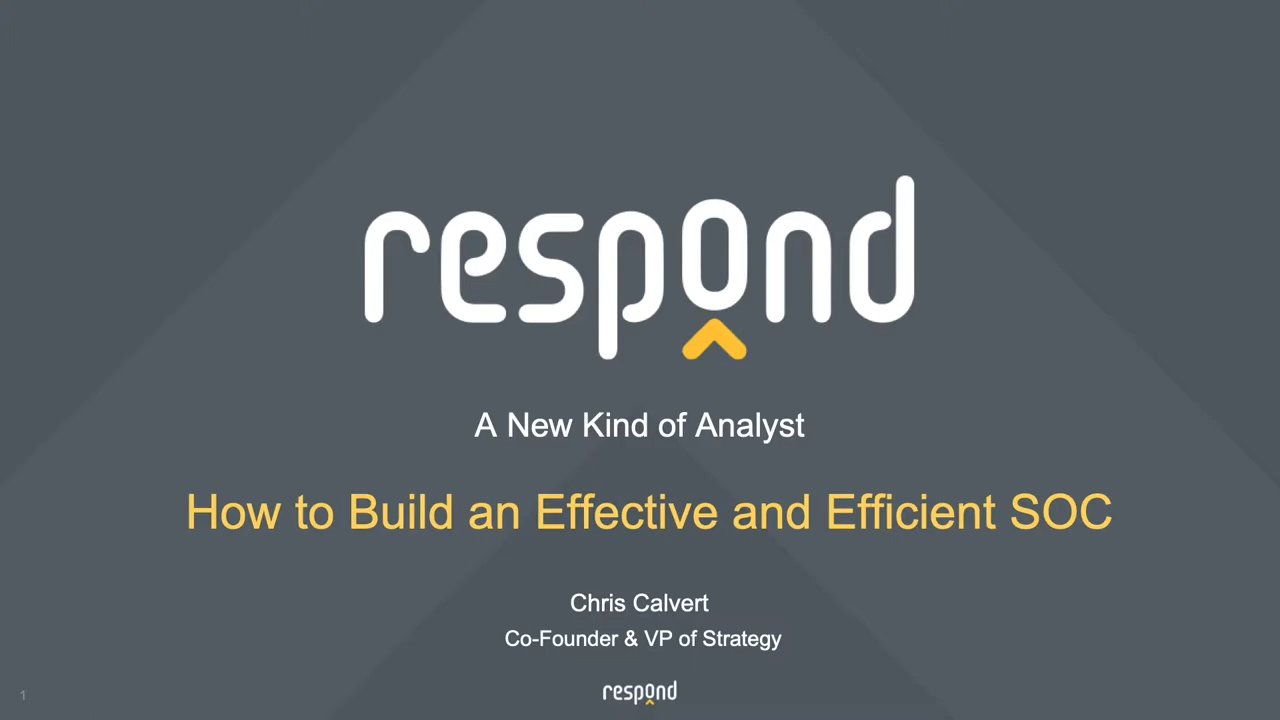 respond
A New Kind of Analyst
How to Build an Effective and Efficient SOC
Chris Calvert
Co-Founder & VP of Strategy
1
respond